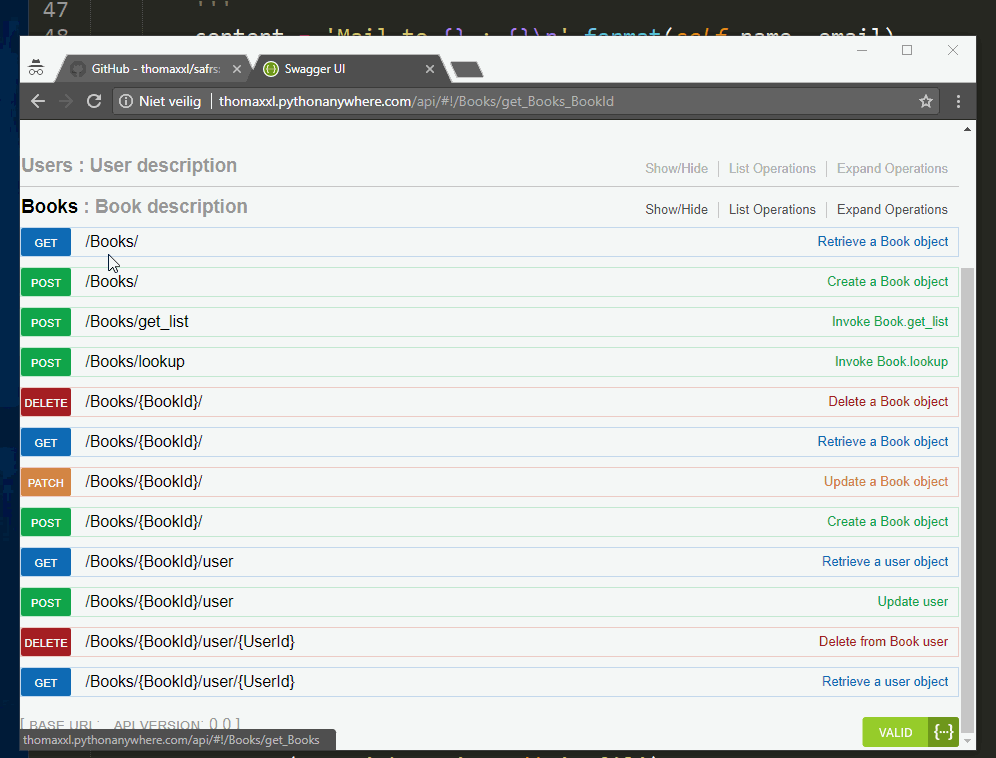 47
'''
48
content = 'Mail to {} : {}\n'.format(self.name, email)
GitHub - thomaxxl/safrs:
Swagger UI
Niet veilig | thomaxxl.pythonanywhere.com/api/#!/Books/get_Books_BookId
Users : User description Show/Hide List Operations Expand Operations
Books : Book description Show/Hide List Operations Expand Operations
GET /Books/ Retrieve a Book object
POST /Books/ Create a Book object
POST /Books/get_list Invoke Book.get_list
POST /Books/lookup Invoke Book.lookup
DELETE /Books/{BookId}/ Delete a Book object
GET /Books/{BookId}/ Retrieve a Book object
PATCH /Books/{BookId}/ Update a Book object
POST /Books/{BookId}/ Create a Book object
GET /Books/{BookId}/user Retrieve a user object
POST /Books/{BookId}/user Update user
DELETE /Books/{BookId}/user/{UserId} Delete from Book user
GET /Books/{BookId}/user/{UserId} Retrieve a user object
[ BASE URL: , API VERSION: 0.0 ]
VALID {···}
thomaxxl.pythonanywhere.com/api/#!/Books/get_Books